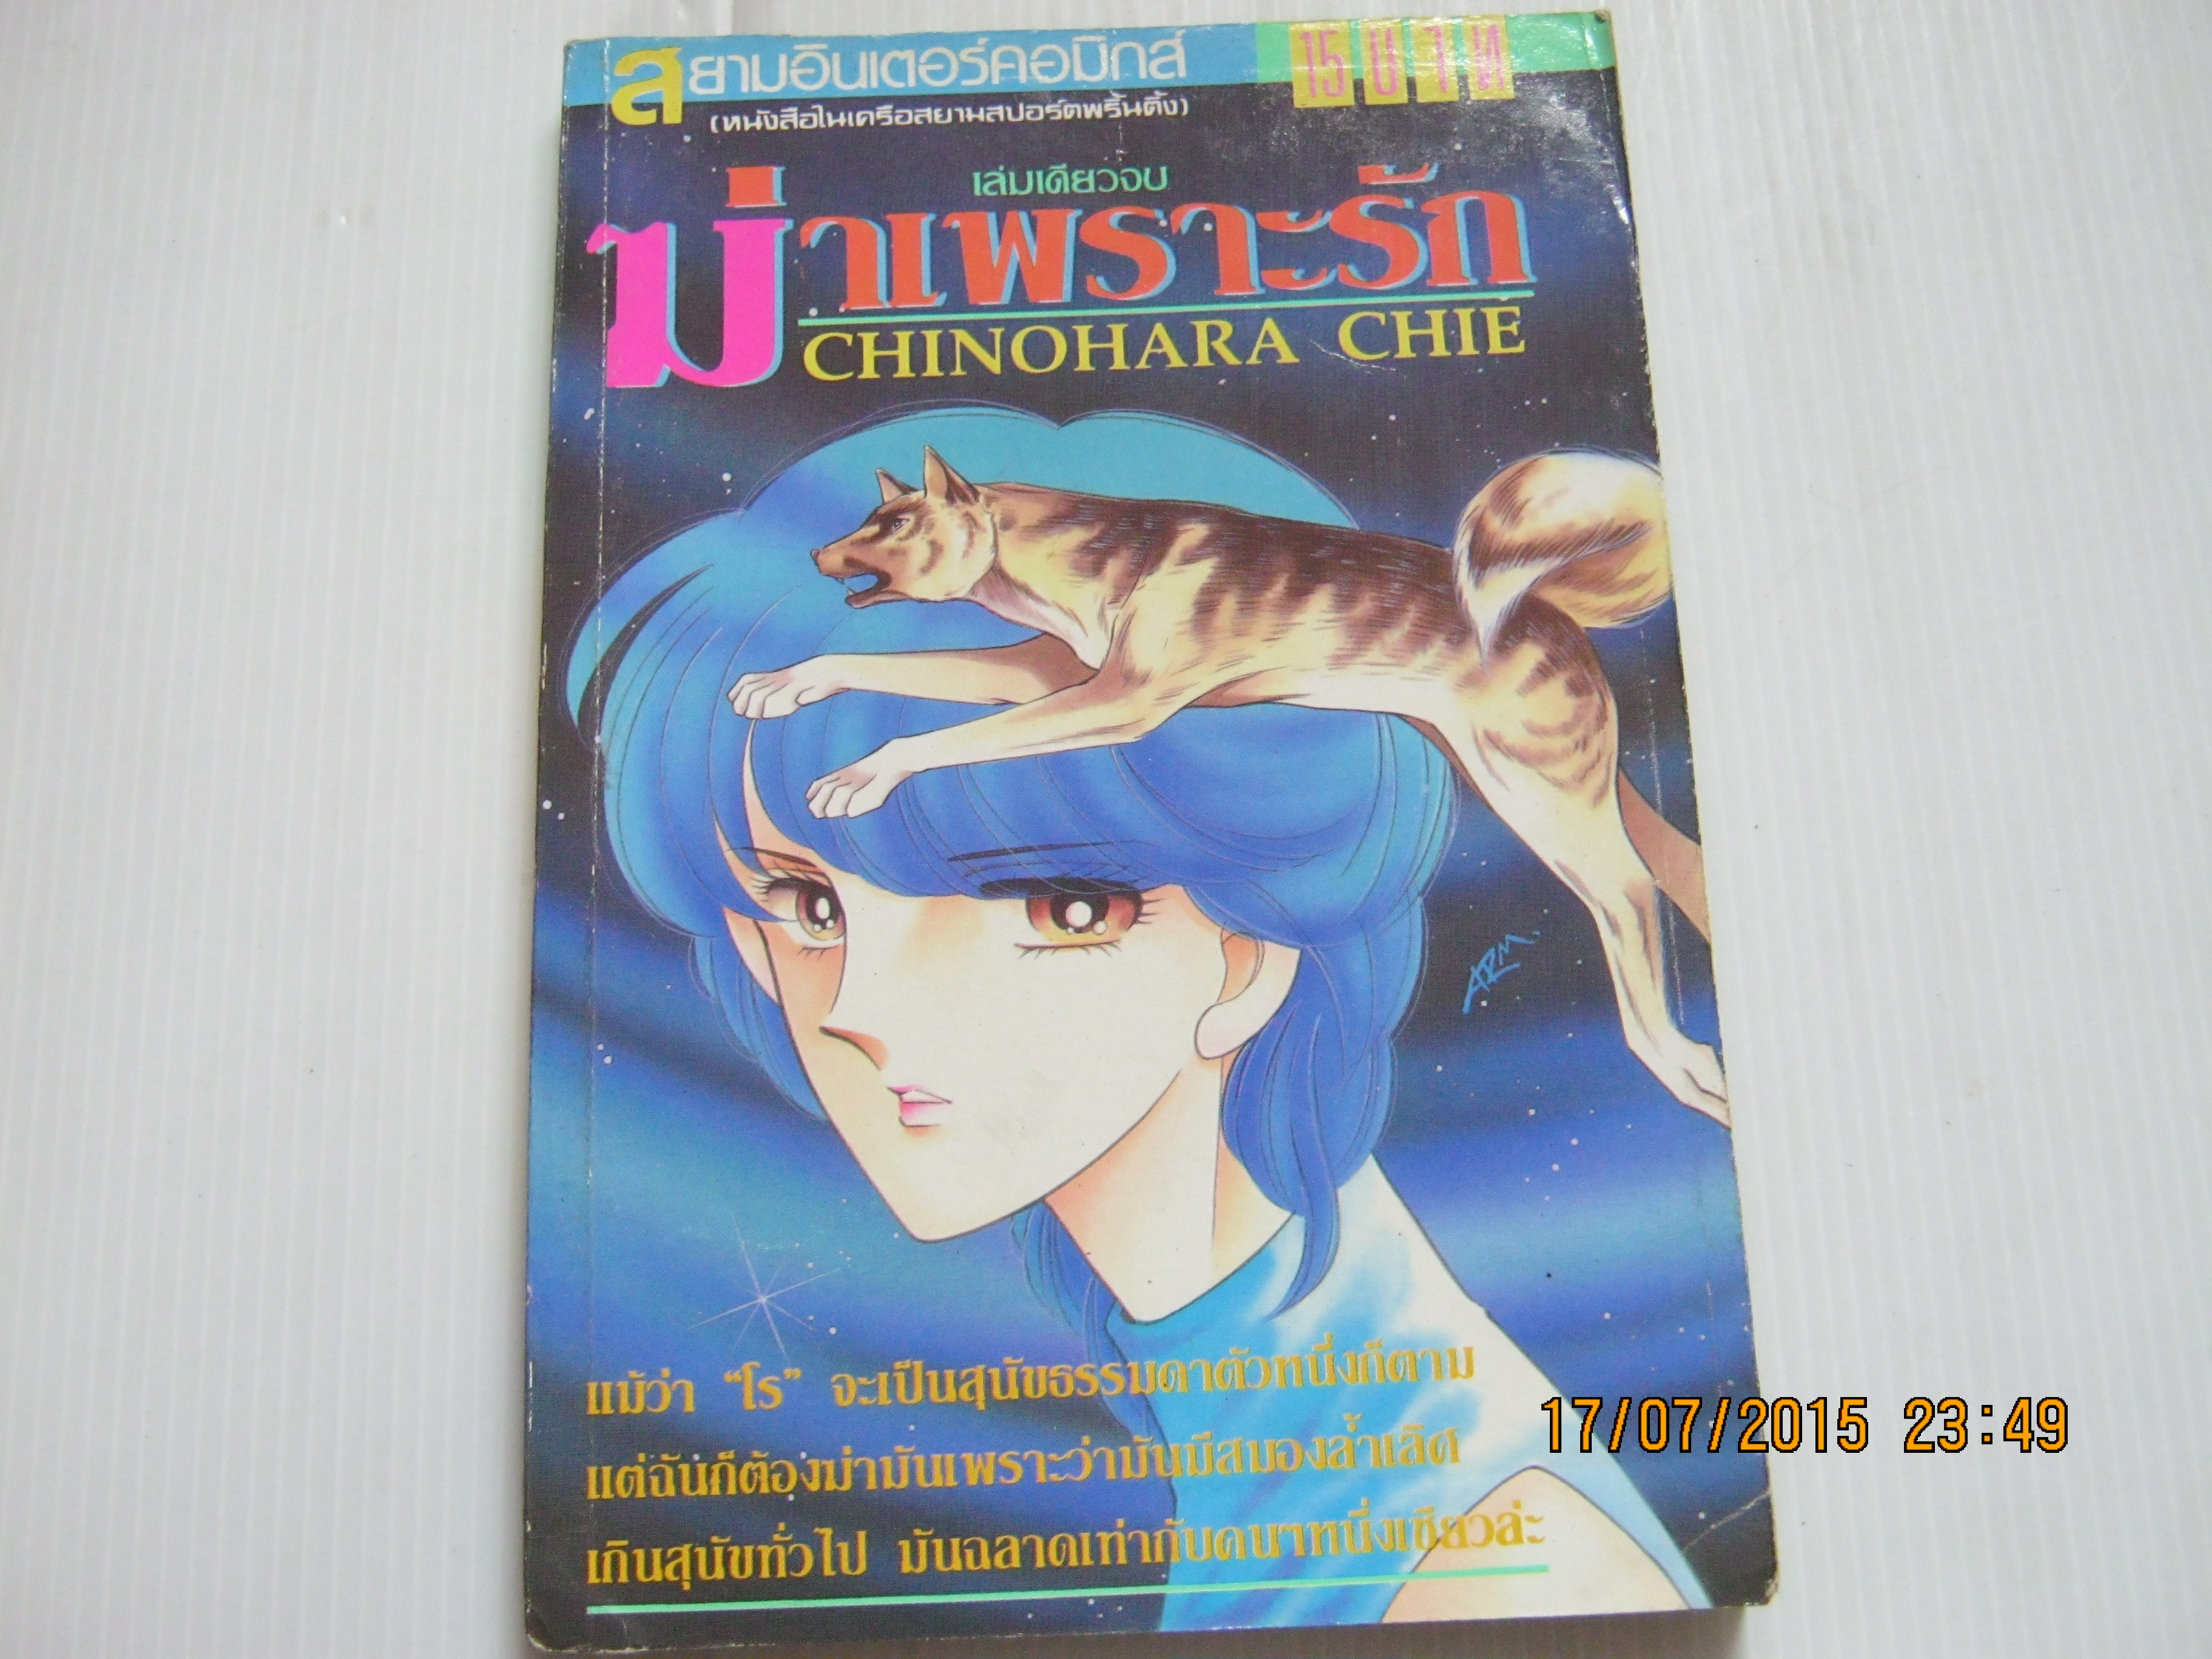 สยามอินเตอร์คอมิกส์
15 บาท
(หนังสือในเครือสยามสปอร์ตพริ้นติ้ง)
เล่มเดียวจบ
ฆ่าเพราะรัก
CHINOHARA CHIE
ARM.
แม้ว่า “โร” จะเป็นสุนัขธรรมดาตัวหนึ่งก็ตาม
แต่ฉันก็ต้องฆ่ามันเพราะว่ามันมีสมองล้ำเลิศ
เกินสุนัขทั่วไป มันฉลาดเท่ากับคนๆหนึ่งเชียวล่ะ
17/07/2015 23:49